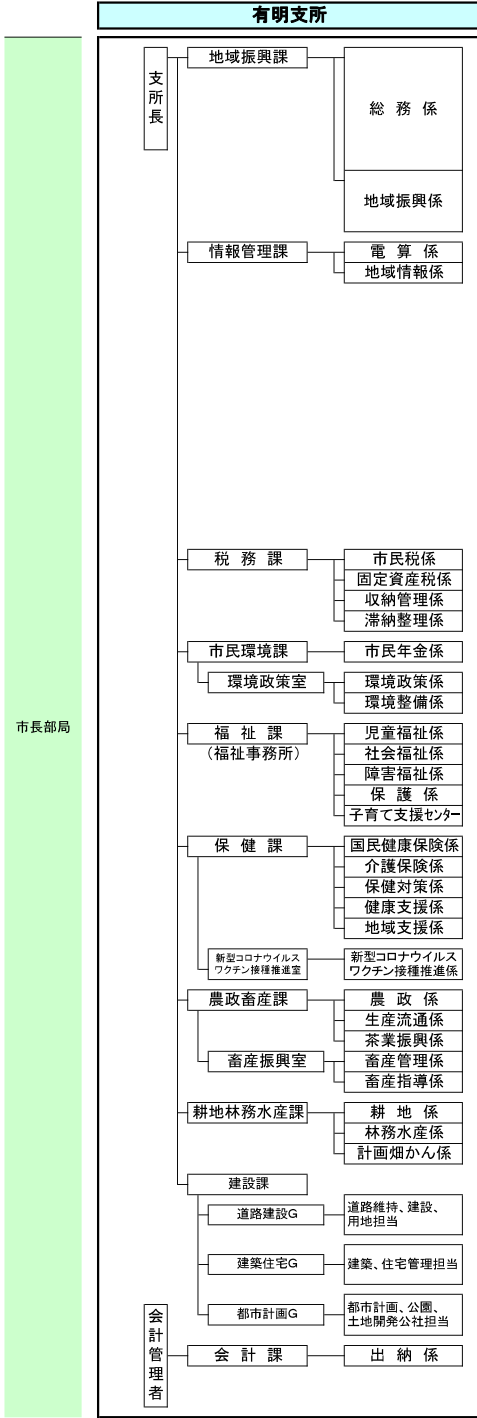 有明支所
市長部局
支所長
地域振興課
総務係
地域振興係
情報管理課
電算係
地域情報係
税務課
市民税係
固定資産税係
収納管理係
滞納整理係
市民環境課
市民年金係
環境政策室
環境政策係
環境整備係
福祉課
（福祉事務所）
児童福祉係
社会福祉係
障害福祉係
保護係
子育て支援ｾﾝﾀｰ
保健課
国民健康保険係
介護保険係
保健対策係
健康支援係
地域支援係
新型コロナウイルス
ワクチン接種推進室
新型コロナウイルス
ワクチン接種推進係
農政畜産課
農政係
生産流通係
茶業振興係
畜産振興室
畜産管理係
畜産指導係
耕地林務水産課
耕地係
林務水産係
計画畑かん係
建設課
道路建設G
道路維持、建設、
用地担当
建築住宅G
建築、住宅管理担当
都市計画G
都市計画、公園、
土地開発公社担当
会計管理者
会計課
出納係